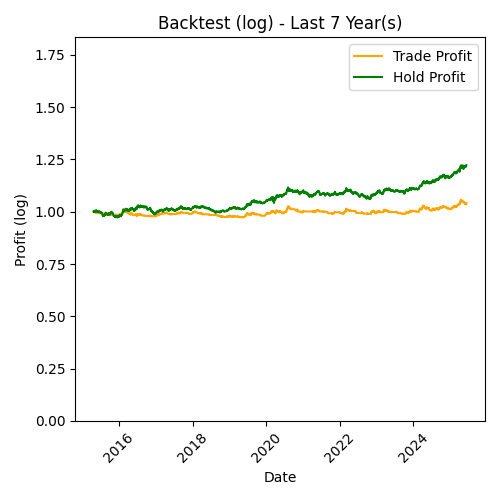 Backtest (log) - Last 7 Year(s)
Trade Profit
Hold Profit
Profit (log)
1.75
1.50
1.25
1.00
0.75
0.50
0.25
0.00
2016
2018
2020
2022
2024
Date